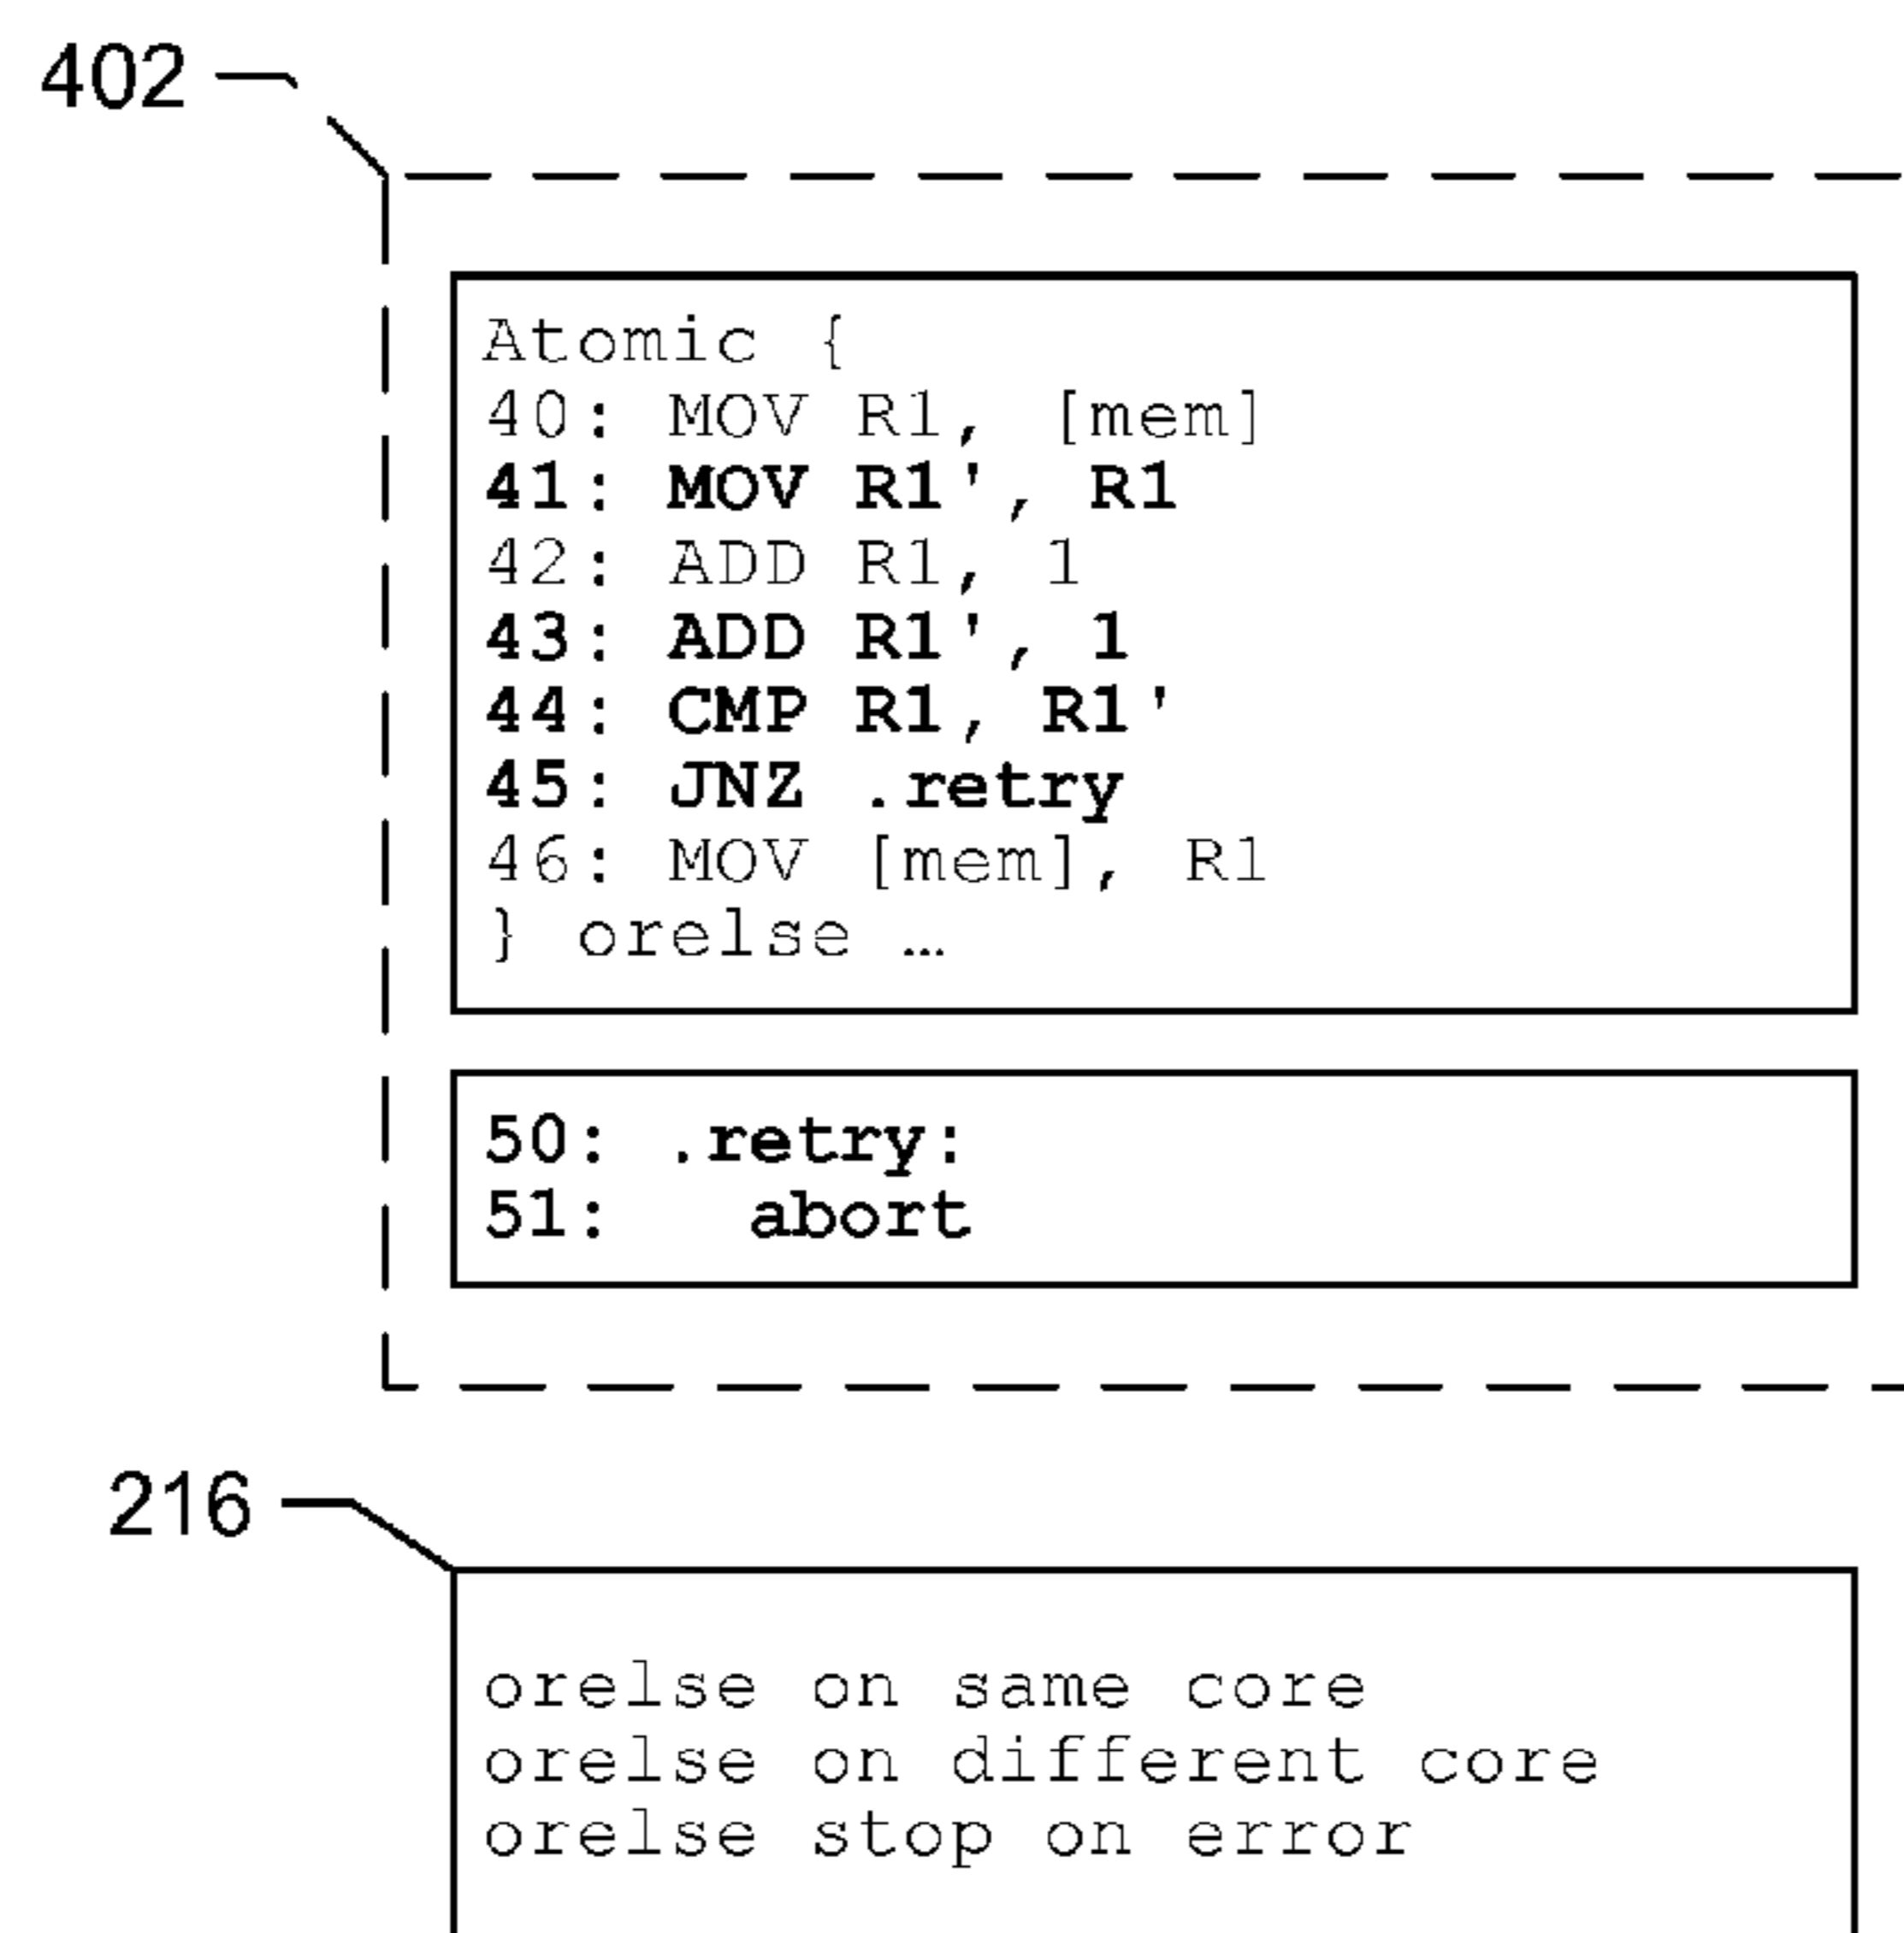 402
Atomic {
40: MOV R1, [mem]
41: MOV R1', R1
42: ADD R1, 1
43: ADD R1', 1
44: CMP R1, R1'
45: JNZ .retry
46: MOV [mem], R1
} orelse …
50: .retry:
51: abort
216
orelse on same core
orelse on different core
orelse stop on error